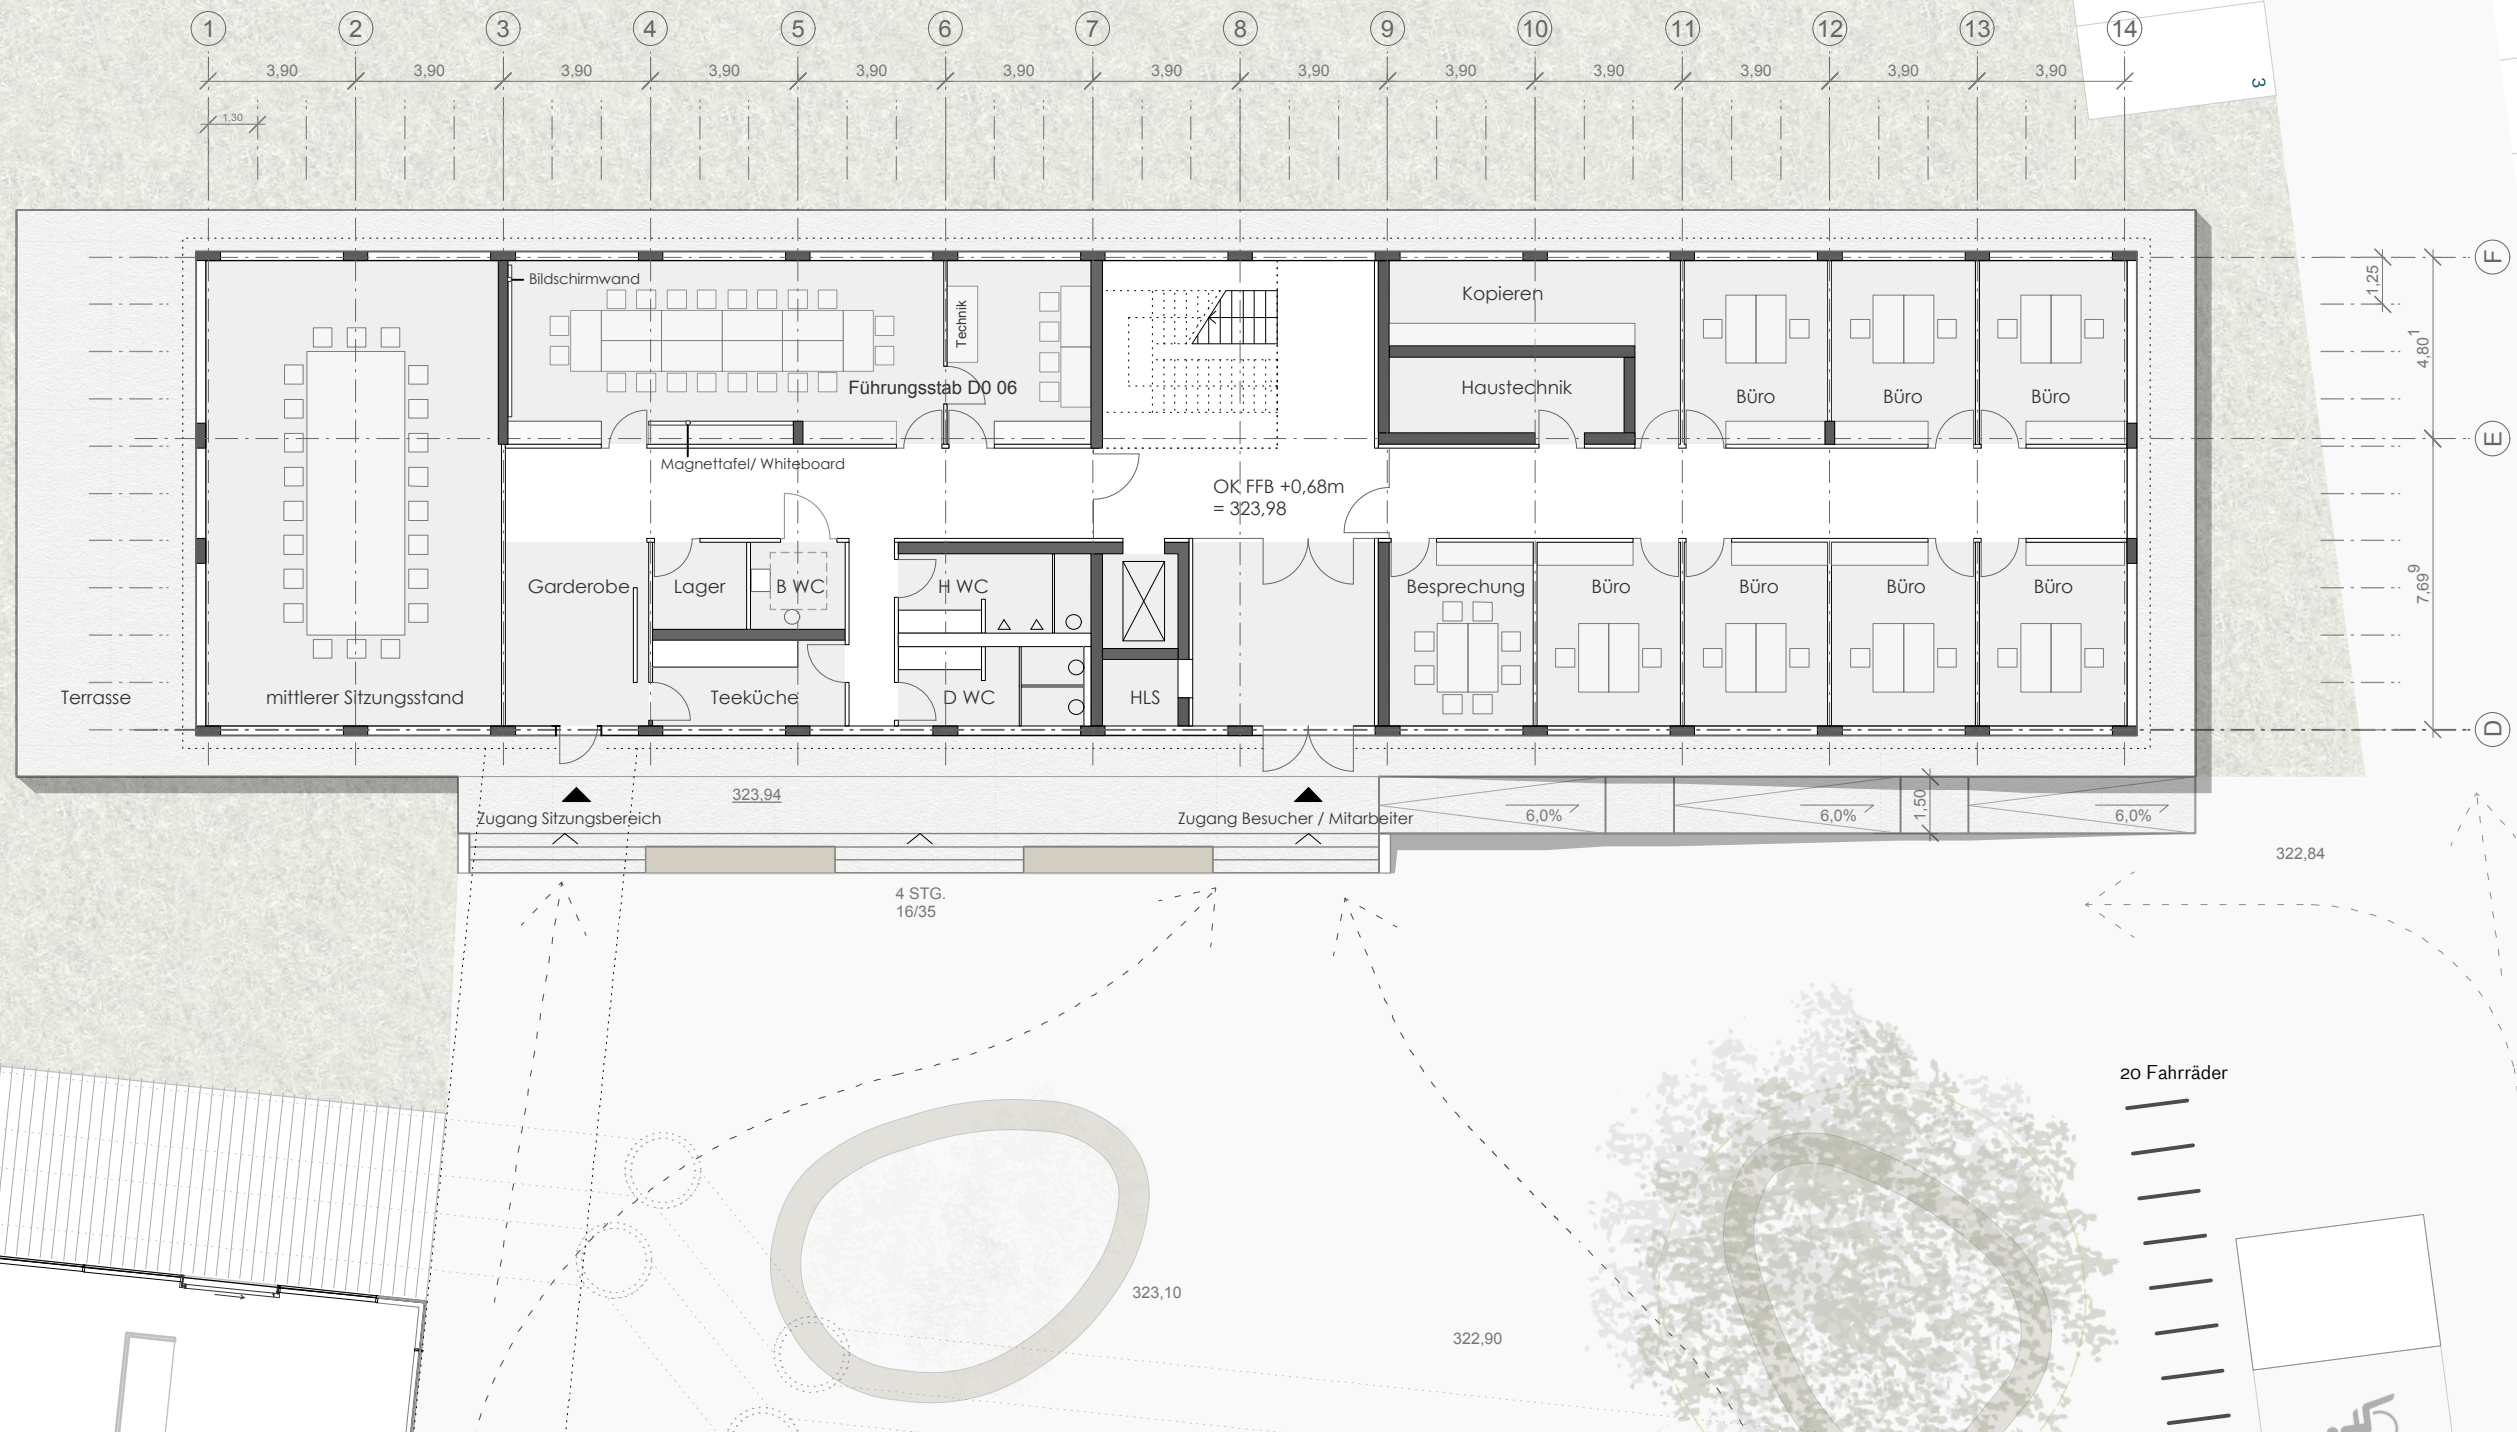 1 2 3 4 5 6 7 8 9 10 11 12 13 14
3,90 3,90 3,90 3,90 3,90 3,90 3,90 3,90 3,90 3,90 3,90 3,90 3,90
3
1,30
F
1,25
Bildschirmwand
Kopieren
Technik
4,80¹
Führungsstab D0 06
Haustechnik
Büro Büro Büro
E
Magnettafel/ Whiteboard
OK FFB +0,68m
= 323,98
Garderobe Lager B WC H WC Besprechung Büro Büro Büro Büro
7,69⁹
Terrasse mittlerer Sitzungsstand Teeküche D WC HLS
D
323,94
1,50
Zugang Sitzungsbereich Zugang Besucher / Mitarbeiter 6,0% 6,0% 6,0%
322,84
4 STG.
16/35
20 Fahrräder
323,10
322,90